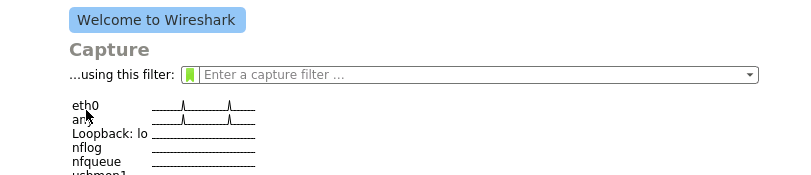 Welcome to Wireshark
Capture
...using this filter: Enter a capture filter ...
eth0
any
Loopback: lo
nflog
nfqueue